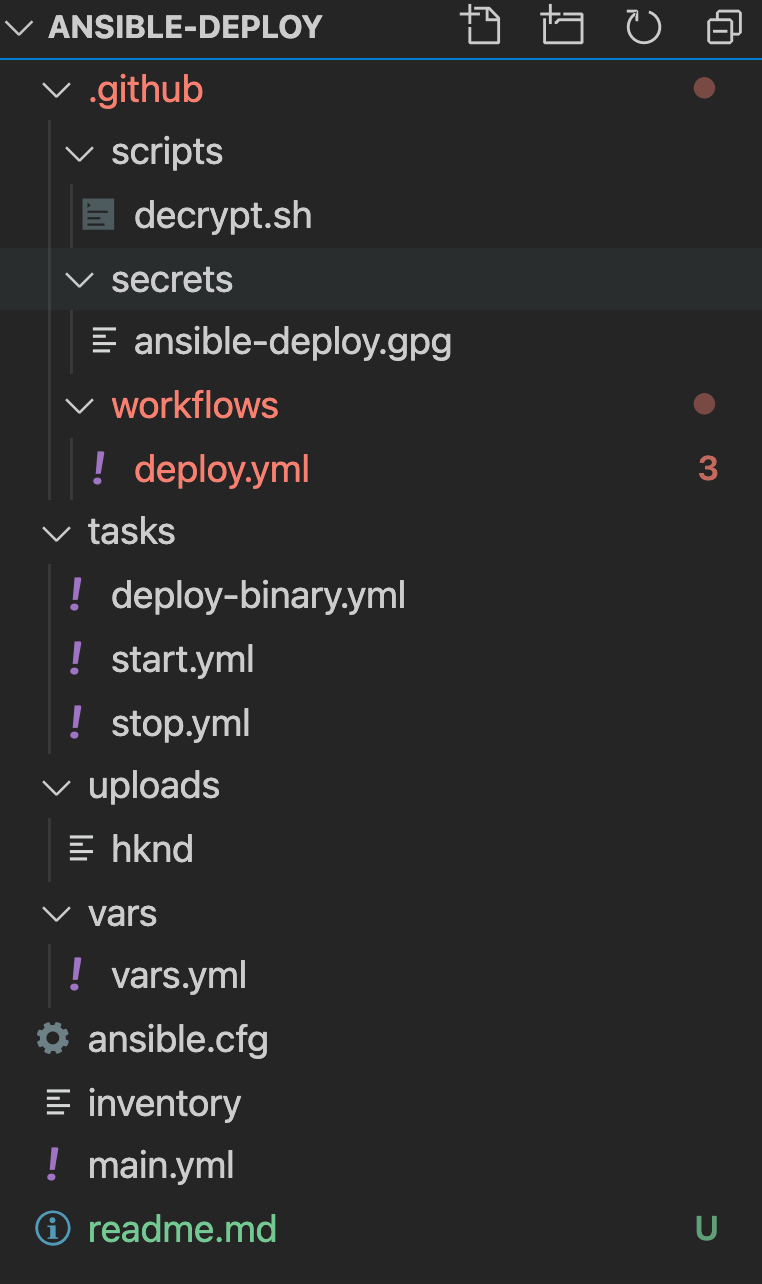 ANSIBLE-DEPLOY
.github
scripts
decrypt.sh
secrets
ansible-deploy.gpg
workflows
deploy.yml 3
tasks
deploy-binary.yml
start.yml
stop.yml
uploads
hknd
vars
vars.yml
ansible.cfg
inventory
main.yml
readme.md U